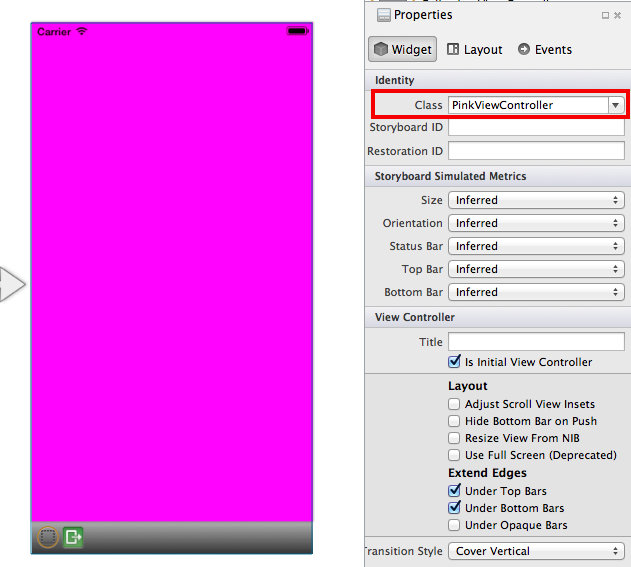 Carrier
Properties
Widget
Layout
Events
Identity
Class PinkViewController
Storyboard ID
Restoration ID
Storyboard Simulated Metrics
Size Inferred
Orientation Inferred
Status Bar Inferred
Top Bar Inferred
Bottom Bar Inferred
View Controller
Title
Is Initial View Controller
Layout
Adjust Scroll View Insets
Hide Bottom Bar on Push
Resize View From NIB
Use Full Screen (Deprecated)
Extend Edges
Under Top Bars
Under Bottom Bars
Under Opaque Bars
Transition Style Cover Vertical